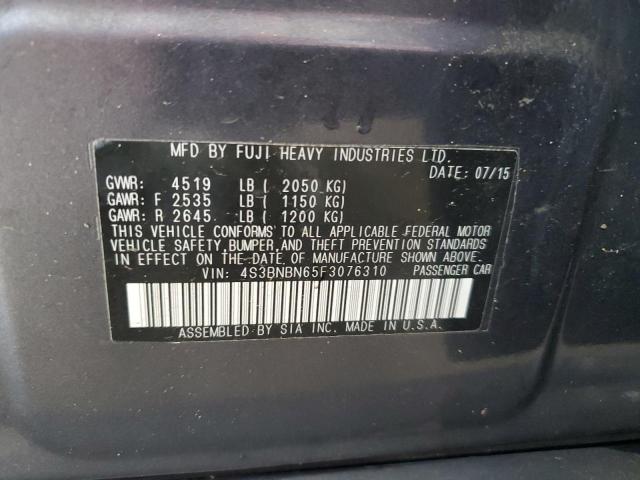 MFD BY FUJI HEAVY INDUSTRIES LTD.
DATE: 07/15
GVWR: 4519 LB ( 2050 KG)
GAWR: F 2535 LB ( 1150 KG)
GAWR: R 2645 LB ( 1200 KG)
THIS VEHICLE CONFORMS TO ALL APPLICABLE FEDERAL MOTOR
VEHICLE SAFETY, BUMPER, AND THEFT PREVENTION STANDARDS
IN EFFECT ON THE DATE OF MANUFACTURE SHOWN ABOVE.
VIN: 4S3BNBN65F3076310 PASSENGER CAR
ASSEMBLED BY SIA INC. MADE IN U.S.A.